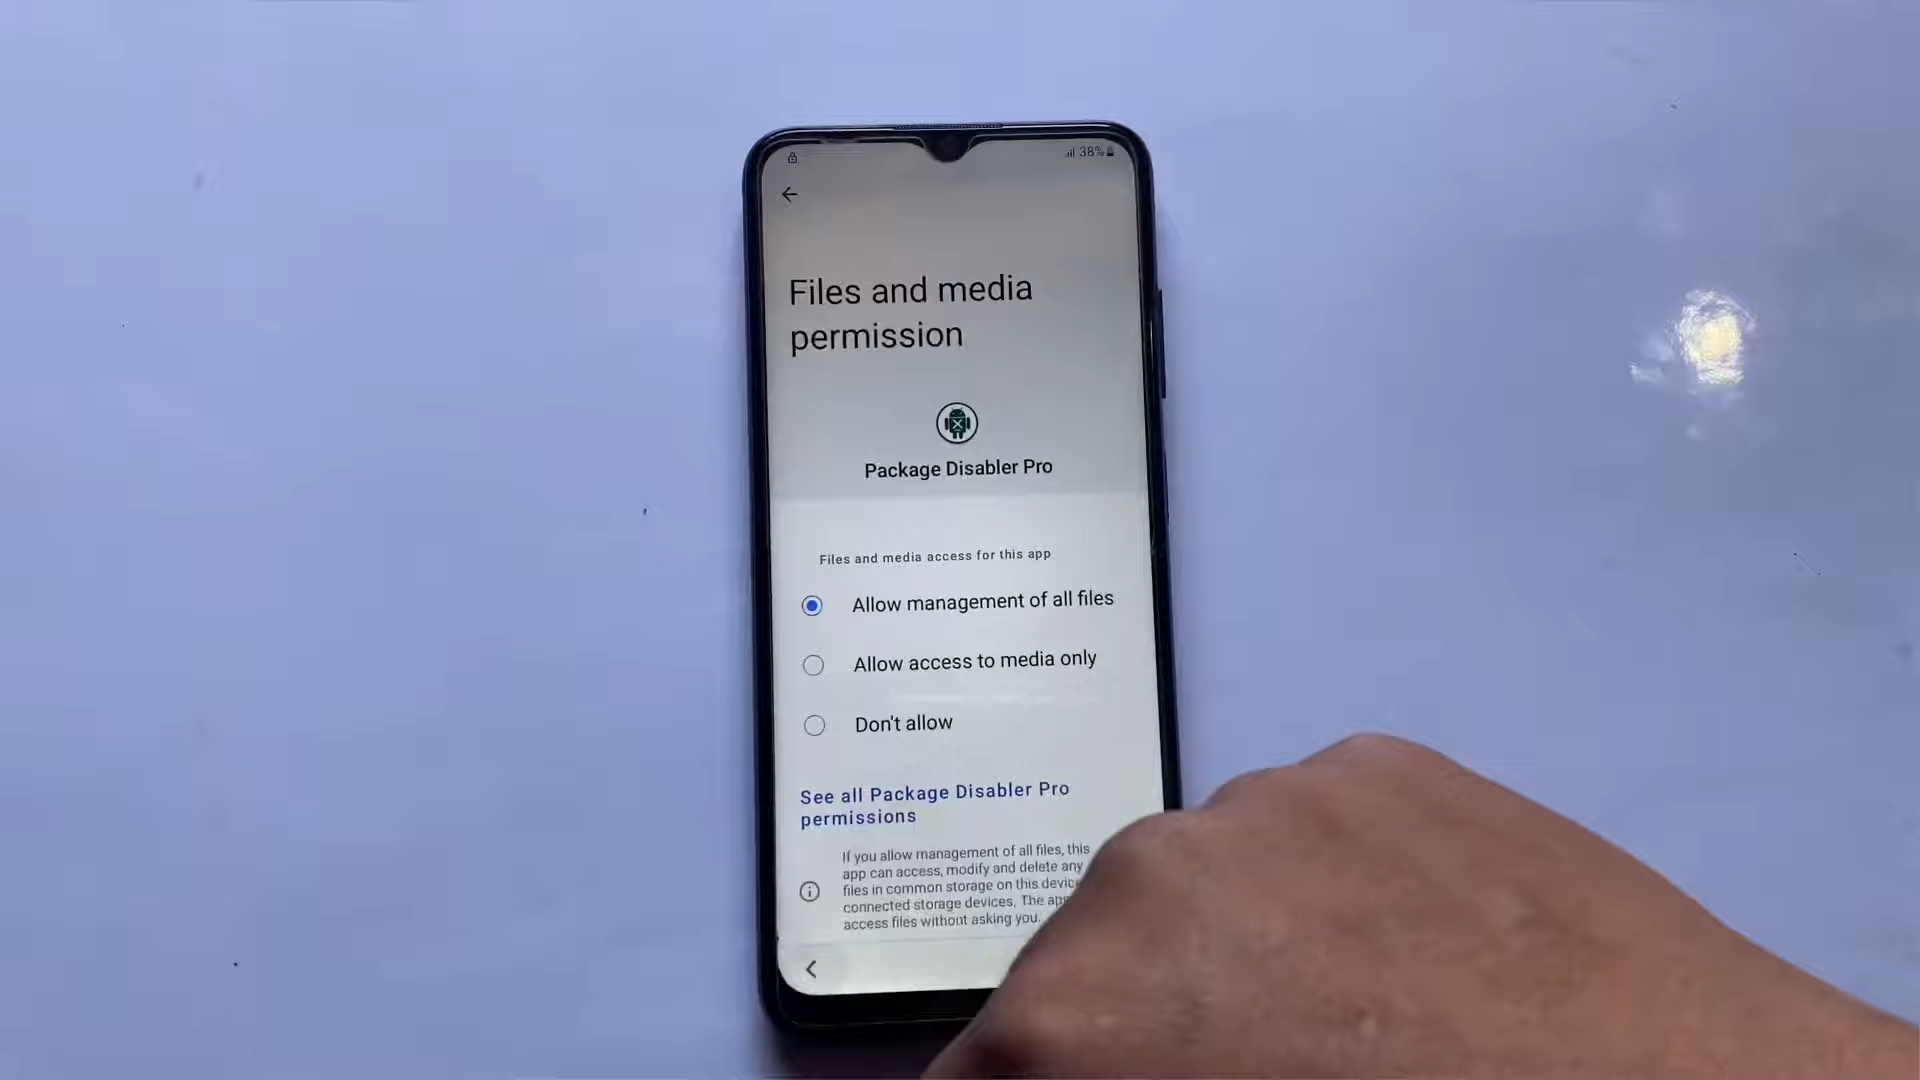 38%
Files and media
permission
Package Disabler Pro
Files and media access for this app
Allow management of all files
Allow access to media only
Don't allow
See all Package Disabler Pro
permissions
If you allow management of all files, this
app can access, modify and delete any
files in common storage on this
connected storage devices. The
access files without asking you.